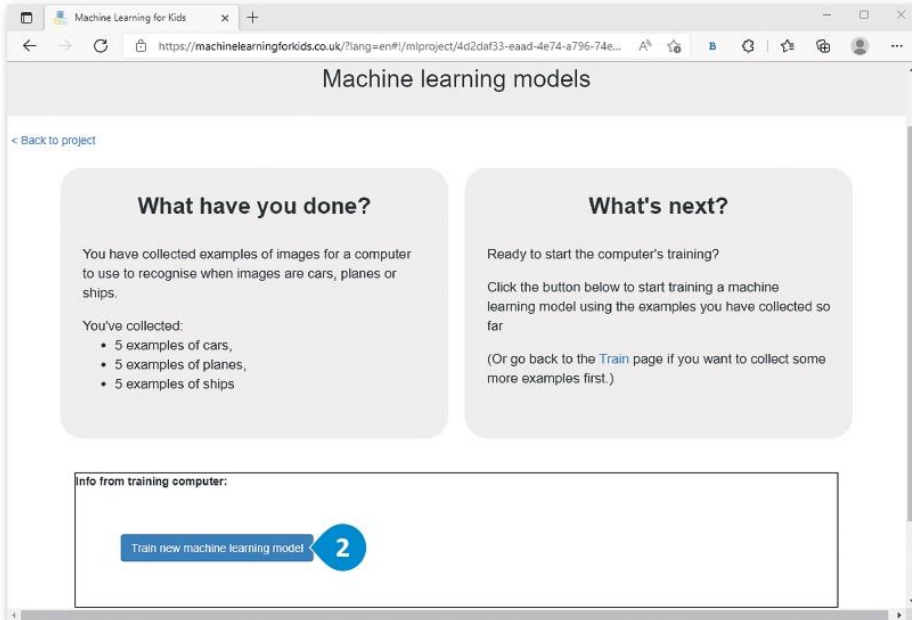 Machine Learning for Kids
https://machinelearningforkids.co.uk/?lang=en#!/mlproject/4d2daf33-eaad-4e74-a796-74e...
Machine learning models
< Back to project
What have you done?
You have collected examples of images for a computer
to use to recognise when images are cars, planes or
ships.
You've collected:
• 5 examples of cars,
• 5 examples of planes,
• 5 examples of ships
What's next?
Ready to start the computer's training?
Click the button below to start training a machine
learning model using the examples you have collected so
far
(Or go back to the Train page if you want to collect some
more examples first.)
Info from training computer:
Train new machine learning model
2